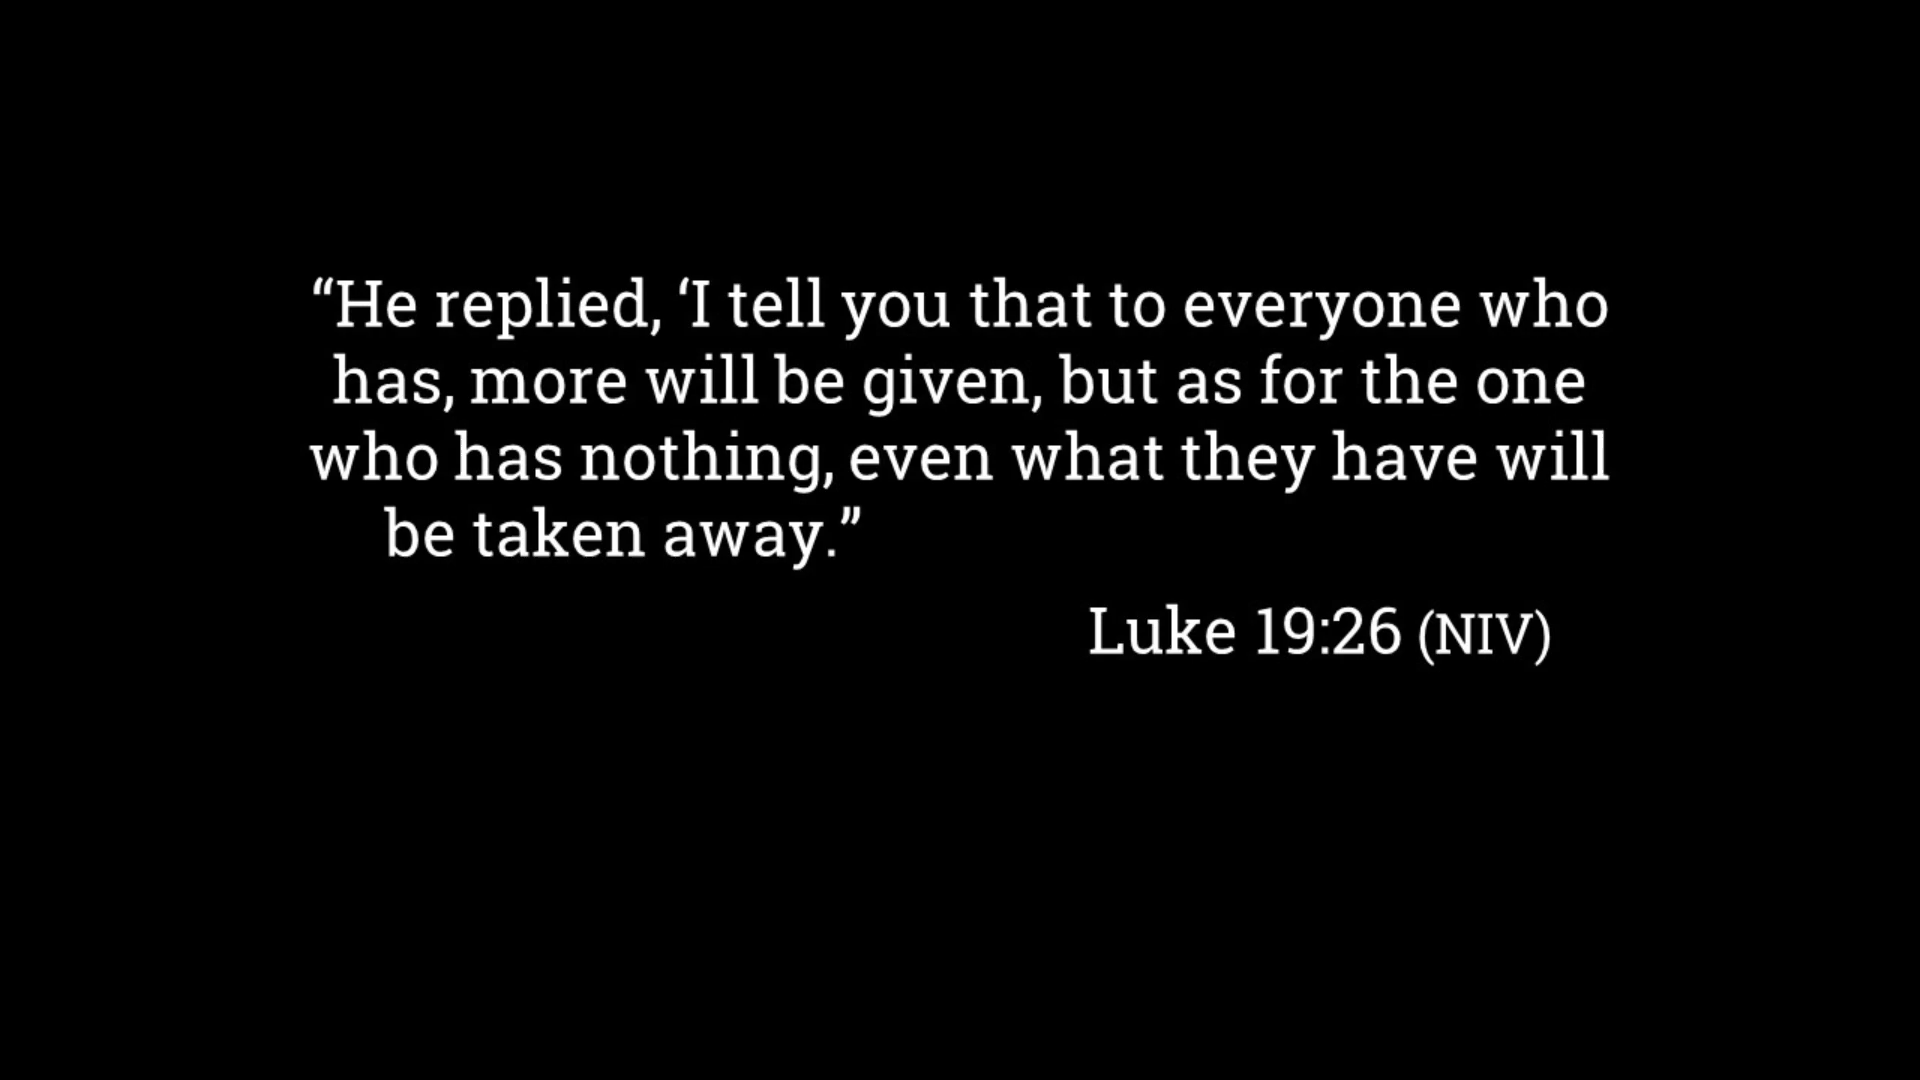 “He replied, ‘I tell you that to everyone who
has, more will be given, but as for the one
who has nothing, even what they have will
be taken away.”
Luke 19:26 (NIV)